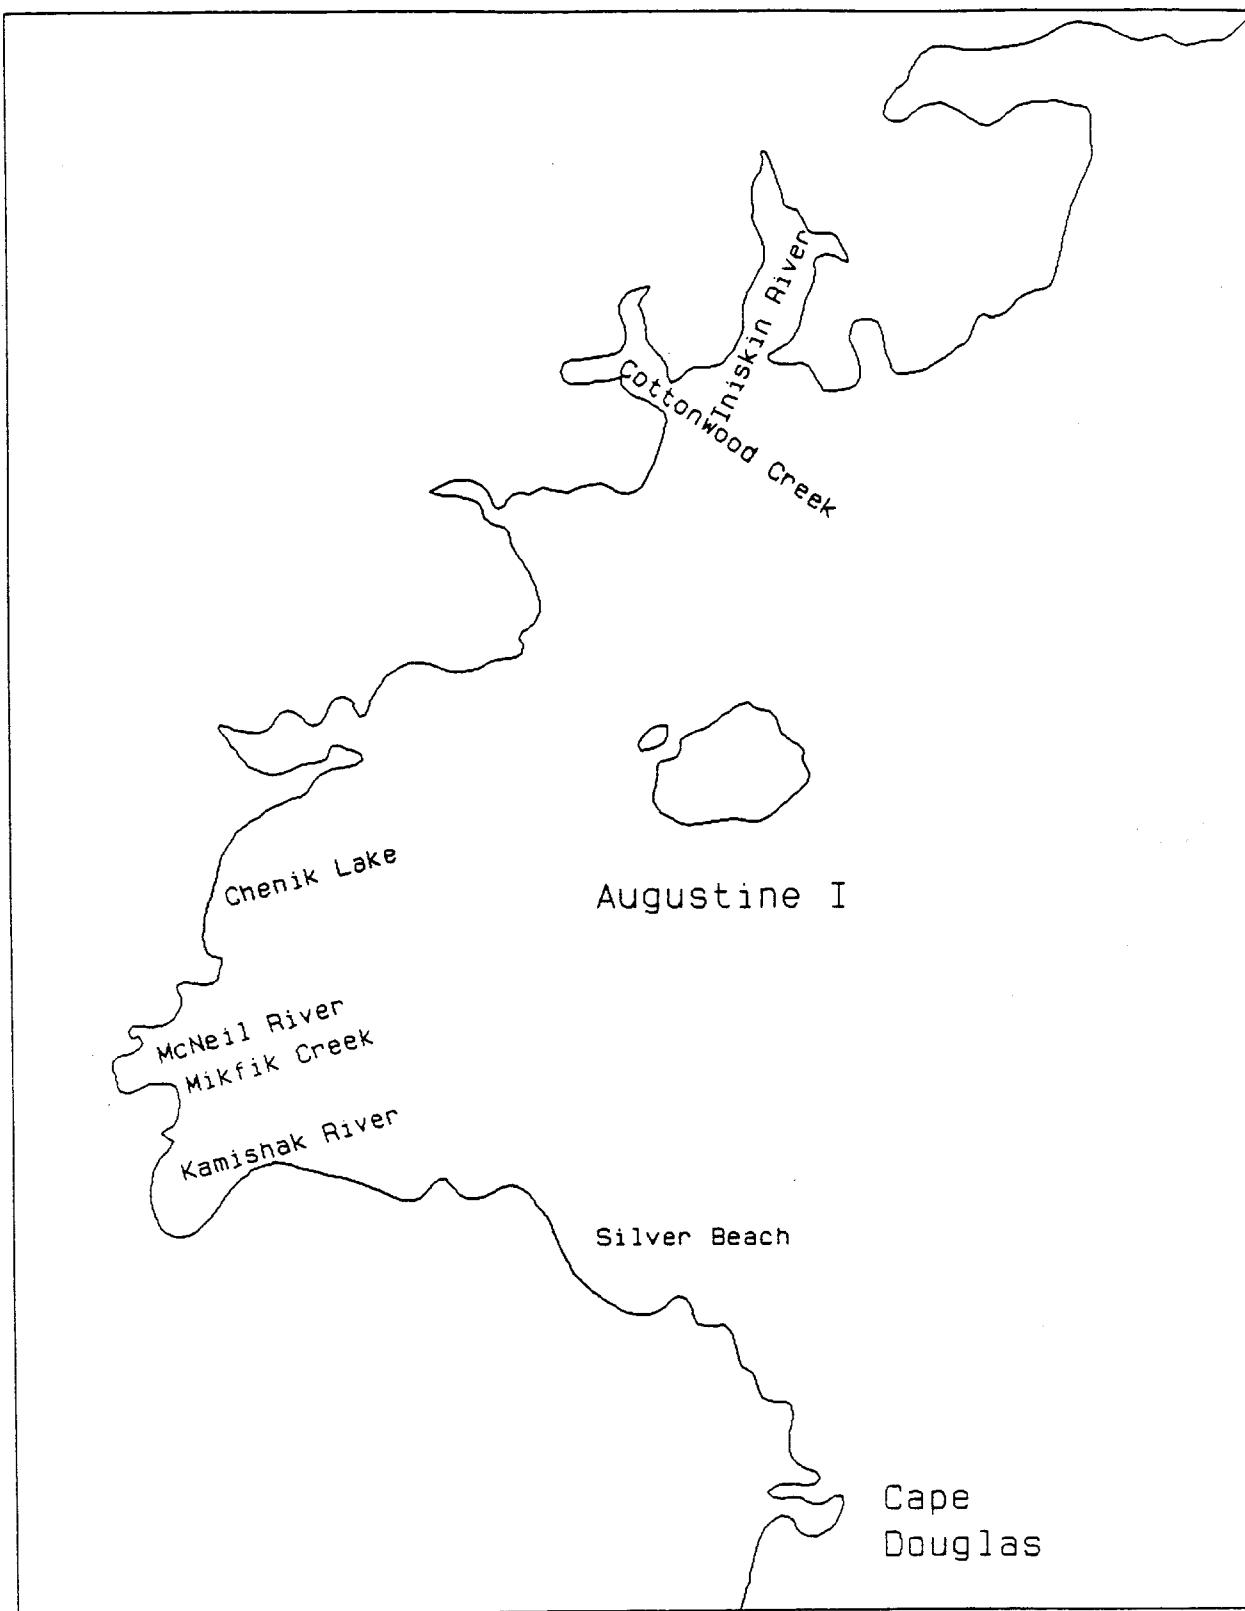 Iniskin River
Cottonwood Creek
Chenik Lake
Augustine I
McNeil River
Mikfik Creek
Kamishak River
Silver Beach
Cape
Douglas